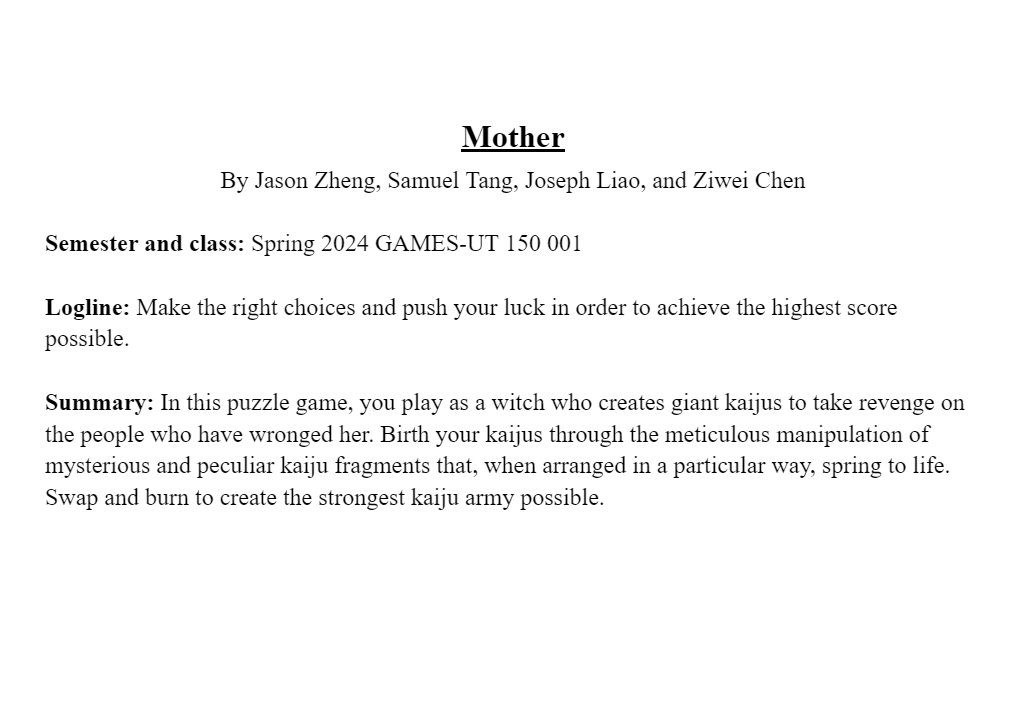 Mother
By Jason Zheng, Samuel Tang, Joseph Liao, and Ziwei Chen
Semester and class: Spring 2024 GAMES-UT 150 001
Logline: Make the right choices and push your luck in order to achieve the highest score
possible.
Summary: In this puzzle game, you play as a witch who creates giant kaijus to take revenge on
the people who have wronged her. Birth your kaijus through the meticulous manipulation of
mysterious and peculiar kaiju fragments that, when arranged in a particular way, spring to life.
Swap and burn to create the strongest kaiju army possible.